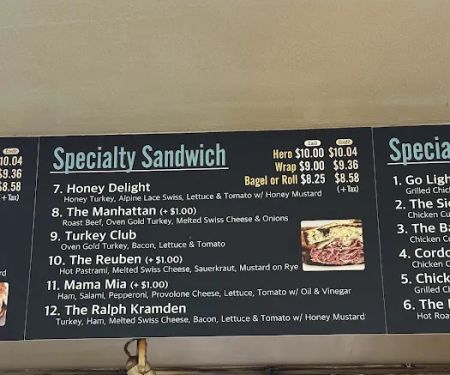 Specialty Sandwich
Cash Credit
Hero $10.00 $10.04
Wrap $9.00 $9.36
Bagel or Roll $8.25 $8.58
(+Tax)
7. Honey Delight
Honey Turkey, Alpine Lace Swiss, Lettuce & Tomato w/ Honey Mustard
8. The Manhattan (+ $1.00)
Roast Beef, Oven Gold Turkey, Melted Swiss Cheese & Onions
9. Turkey Club
Oven Gold Turkey, Bacon, Lettuce & Tomato
10. The Reuben (+ $1.00)
Hot Pastrami, Melted Swiss Cheese, Sauerkraut, Mustard on Rye
11. Mama Mia (+ $1.00)
Ham, Salami, Pepperoni, Provolone Cheese, Lettuce, Tomato w/ Oil & Vinegar
12. The Ralph Kramden
Turkey, Ham, Melted Swiss Cheese, Bacon, Lettuce & Tomato w/ Honey Mustard
10.04
$9.36
$8.58
(+Tax)
Specia
1. Go Ligh
Grilled Chic
2. The Si
Chicken Cu
3. The Ba
Chicken C
4. Cordo
Chicken C
5. Chick
Grilled Ch
6. The
Hot Roa